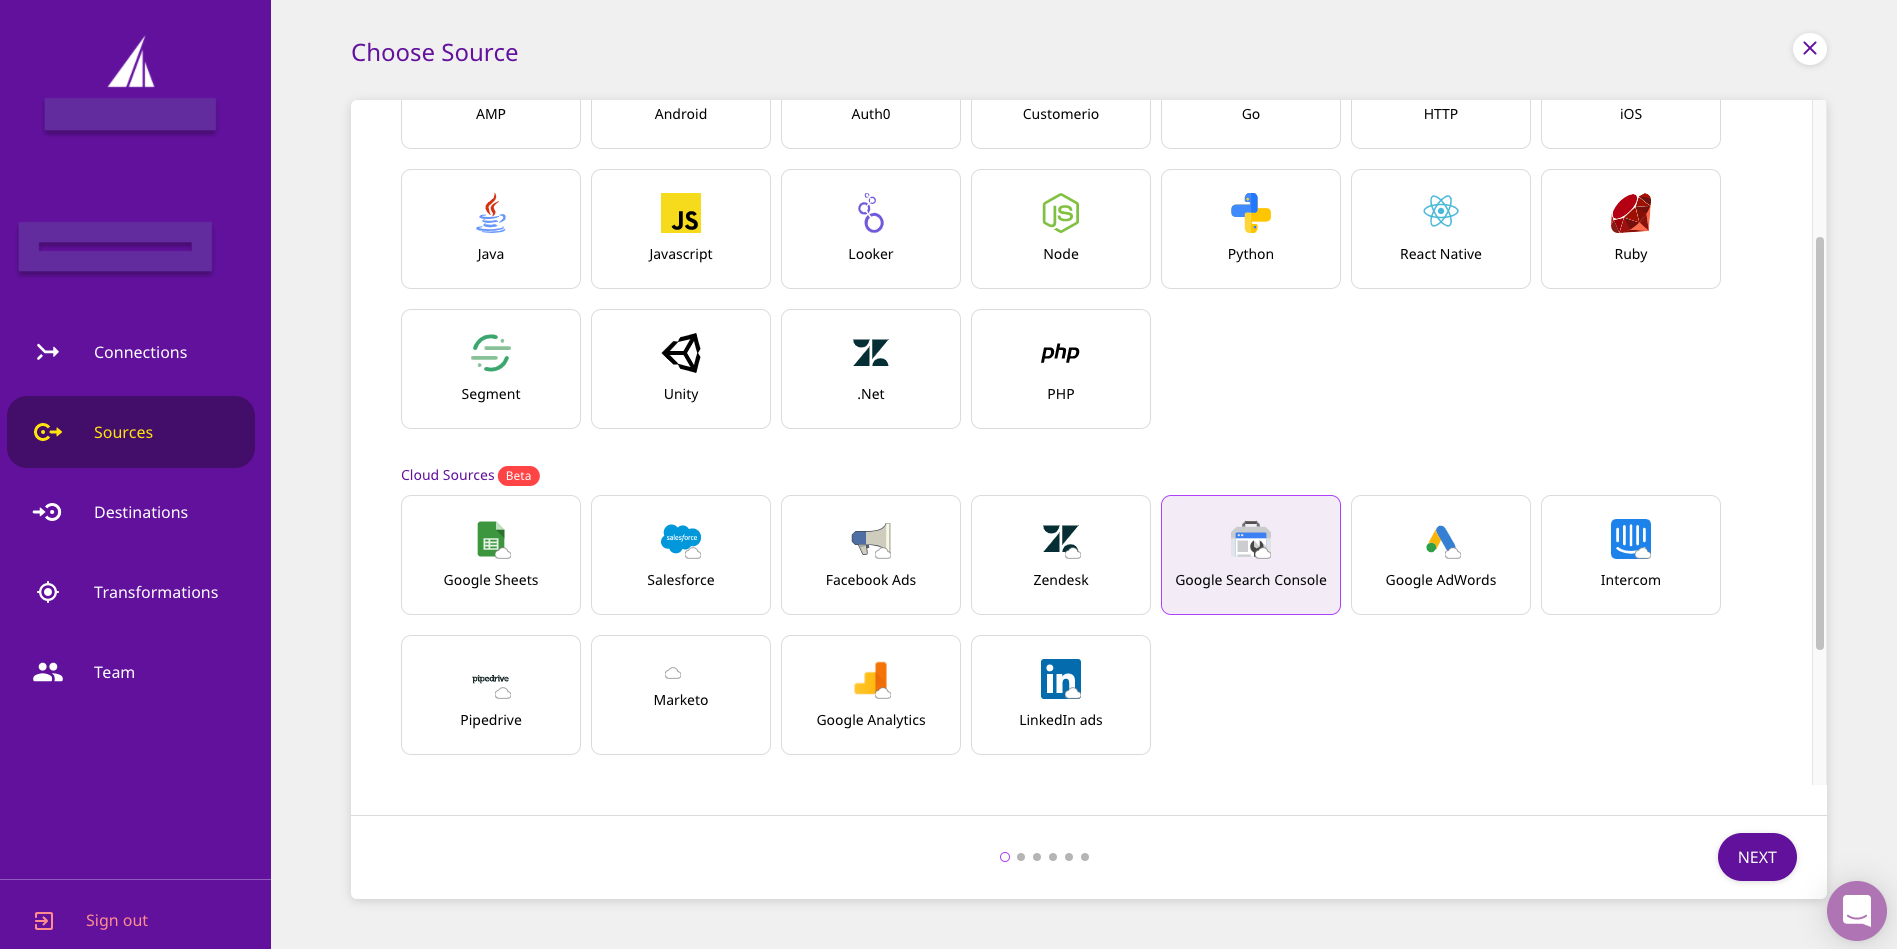 Choose Source
AMP
Android
Auth0
Customerio
Go
HTTP
iOS
Java
JS
Javascript
Looker
JS
Node
Python
React Native
Ruby
Segment
Unity
.Net
php
PHP
Cloud Sources Beta
Google Sheets
salesforce
Salesforce
Facebook Ads
Zendesk
Google Search Console
Google AdWords
Intercom
pipedrive
Pipedrive
Marketo
Google Analytics
in
LinkedIn ads
NEXT
Connections
Sources
Destinations
Transformations
Team
Sign out